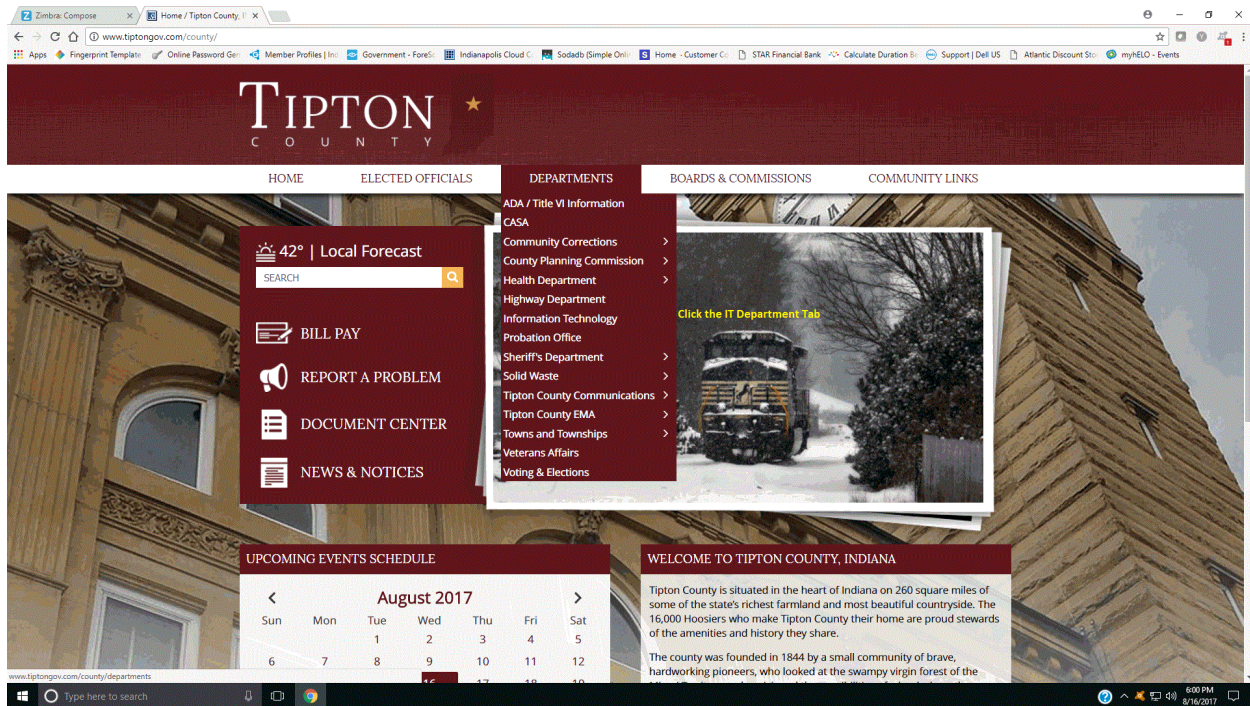 Zimbra: Compose
Home / Tipton County, I
www.tiptongov.com/county/
Apps Fingerprint Template Online Password Gen Member Profiles | Ind Government - ForeSc Indianapolis Cloud C Sodadb (Simple Onli Home - Customer Co STAR Financial Bank Calculate Duration Be Support | Dell US Atlantic Discount Stor myhELO - Events
TIPTON
COUNTY
HOME ELECTED OFFICIALS DEPARTMENTS BOARDS & COMMISSIONS COMMUNITY LINKS
ADA / Title VI Information
CASA
Community Corrections
County Planning Commission
Health Department
Highway Department
Information Technology
Probation Office
Sheriff's Department
Solid Waste
Tipton County Communications
Tipton County EMA
Towns and Townships
Veterans Affairs
Voting & Elections
42° | Local Forecast
SEARCH
BILL PAY
REPORT A PROBLEM
DOCUMENT CENTER
NEWS & NOTICES
Click the IT Department Tab
UPCOMING EVENTS SCHEDULE
August 2017
Sun Mon Tue Wed Thu Fri Sat
1 2 3 4 5
6 7 8 9 10 11 12
16 17 18 19
WELCOME TO TIPTON COUNTY, INDIANA
Tipton County is situated in the heart of Indiana on 260 square miles of
some of the state's richest farmland and most beautiful countryside. The
16,000 Hoosiers who make Tipton County their home are proud stewards
of the amenities and history they share.
The county was founded in 1844 by a small community of brave,
hardworking pioneers, who looked at the swampy virgin forest of the
www.tiptongov.com/county/departments
Type here to search
6:00 PM
8/16/2017